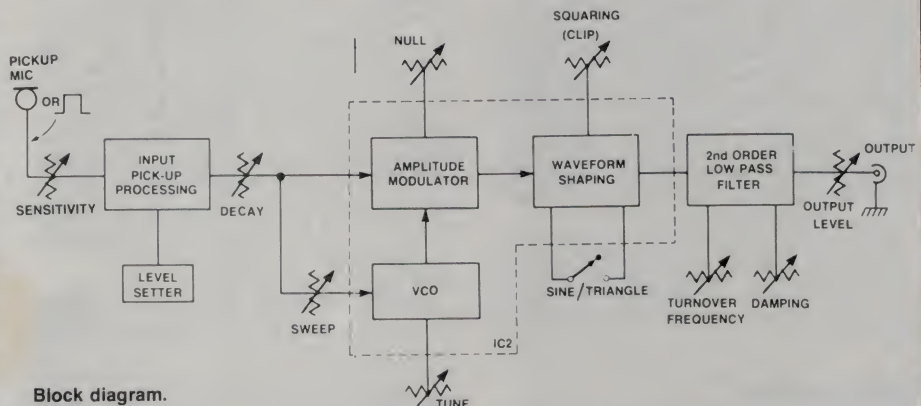 SQUARING
(CLIP)
NULL
PICKUP
MIC
OR
INPUT
PICK-UP
PROCESSING
AMPLITUDE
MODULATOR
WAVEFORM
SHAPING
2nd ORDER
LOW PASS
FILTER
OUTPUT
SENSITIVITY
DECAY
OUTPUT
LEVEL
LEVEL
SETTER
VCO
SINE/TRIANGLE
TURNOVER
FREQUENCY
DAMPING
SWEEP
IC2
TUNE
Block diagram.